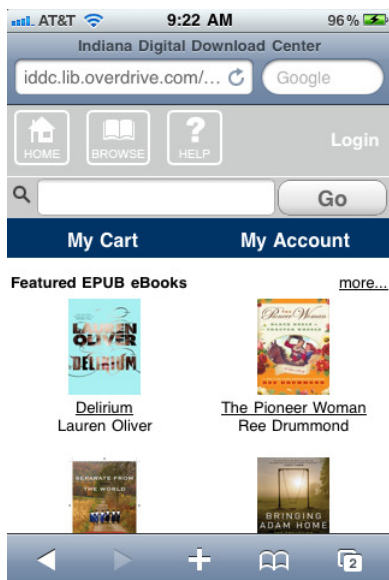 AT&T 9:22 AM 96 %
Indiana Digital Download Center
iddc.lib.overdrive.com/... Google
HOME BROWSE ? HELP Login
Go
My Cart My Account
Featured EPUB eBooks more...
LAUREN
OLIVER
DELIRIUM
THE
Pioneer Woman
REE DRUMMOND
Delirium The Pioneer Woman
Lauren Oliver Ree Drummond
SEPARATE FROM
THE WORLD
BRINGING
ADAM HOME
2